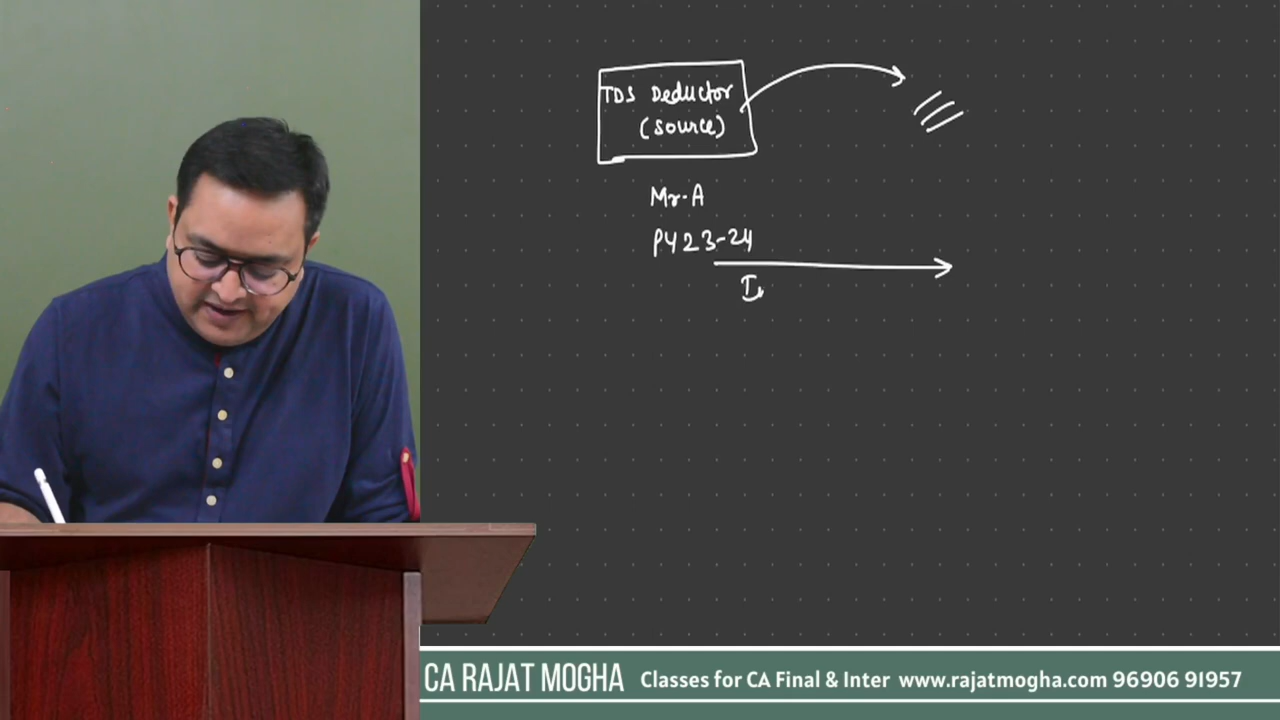 TDS Deductor
(source)
Mr. A
PY 23-24
CA RAJAT MOGHA Classes for CA Final & Inter www.rajatmogha.com 96906 91957